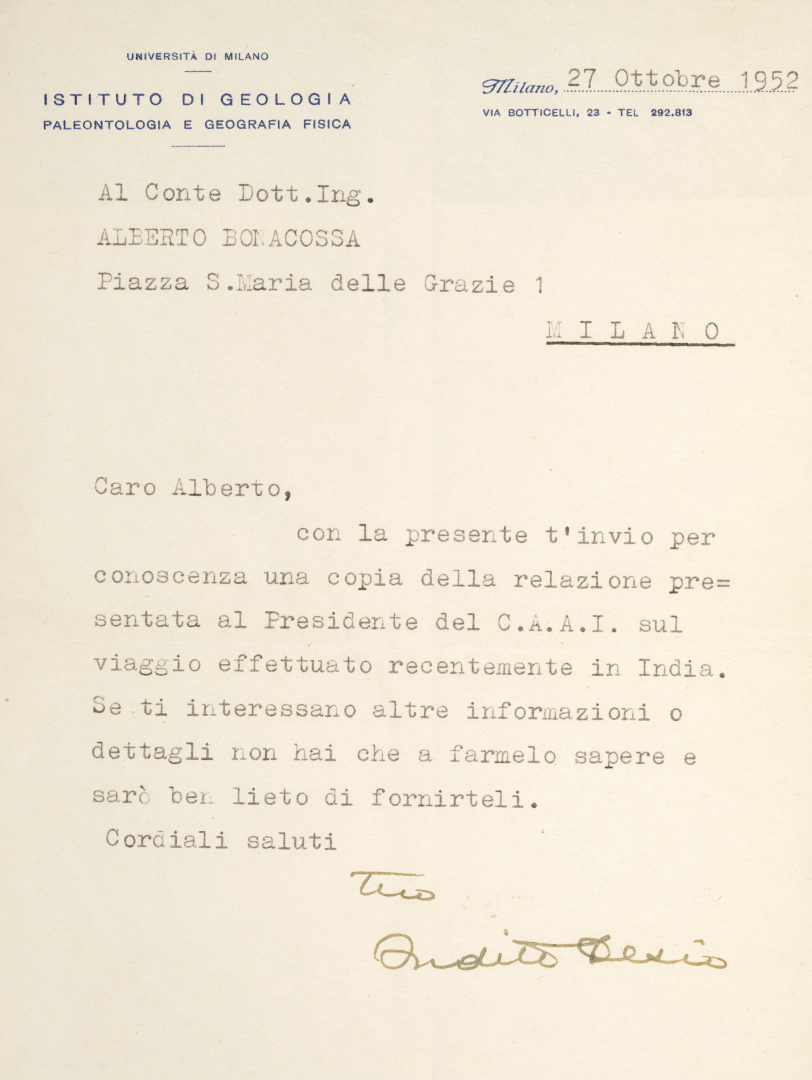 UNIVERSITÀ DI MILANO
ISTITUTO DI GEOLOGIA
PALEONTOLOGIA E GEOGRAFIA FISICA
Milano, 27 Ottobre 1952
VIA BOTTICELLI, 23 - TEL 292.813
Al Conte Dott.Ing.
ALBERTO BONACOSSA
Piazza S.Maria delle Grazie 1
MILANO
Caro Alberto,
con la presente t'invio per
conoscenza una copia della relazione pre=
sentata al Presidente del C.A.A.I. sul
viaggio effettuato recentemente in India.
Se ti interessano altre informazioni o
dettagli non hai che a farmelo sapere e
sarò ben lieto di fornirteli.
Cordiali saluti
Tuo
Ardito Desio